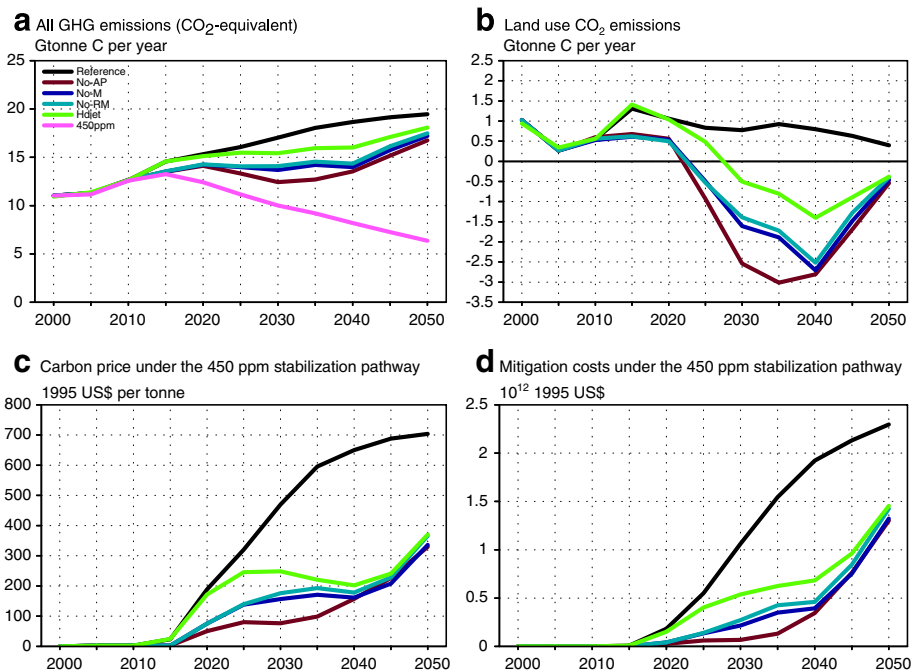 a All GHG emissions (CO2-equivalent)
Gtonne C per year
25
20
15
10
5
0
Reference
No-AP
No-M
No-RM
Hdiet
450ppm
2000 2010 2020 2030 2040 2050
b Land use CO2 emissions
Gtonne C per year
2.5
2
1.5
1
0.5
0
-0.5
-1
-1.5
-2
-2.5
-3
-3.5
2000 2010 2020 2030 2040 2050
c Carbon price under the 450 ppm stabilization pathway
1995 US$ per tonne
800
700
600
500
400
300
200
100
0
2000 2010 2020 2030 2040 2050
d Mitigation costs under the 450 ppm stabilization pathway
10^12 1995 US$
2.5
2
1.5
1
0.5
0
2000 2010 2020 2030 2040 2050